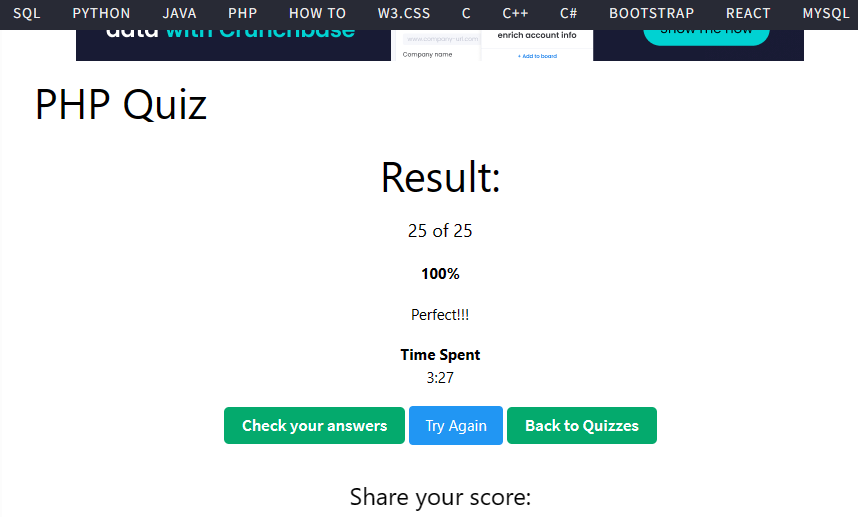 SQL PYTHON JAVA PHP HOW TO W3.CSS C C++ C# BOOTSTRAP REACT MYSQL
data with Crunchbase
www.company-url.com
Company name
enrich account info
+ Add to board
Show me how
PHP Quiz
Result:
25 of 25
100%
Perfect!!!
Time Spent
3:27
Check your answers Try Again Back to Quizzes
Share your score: